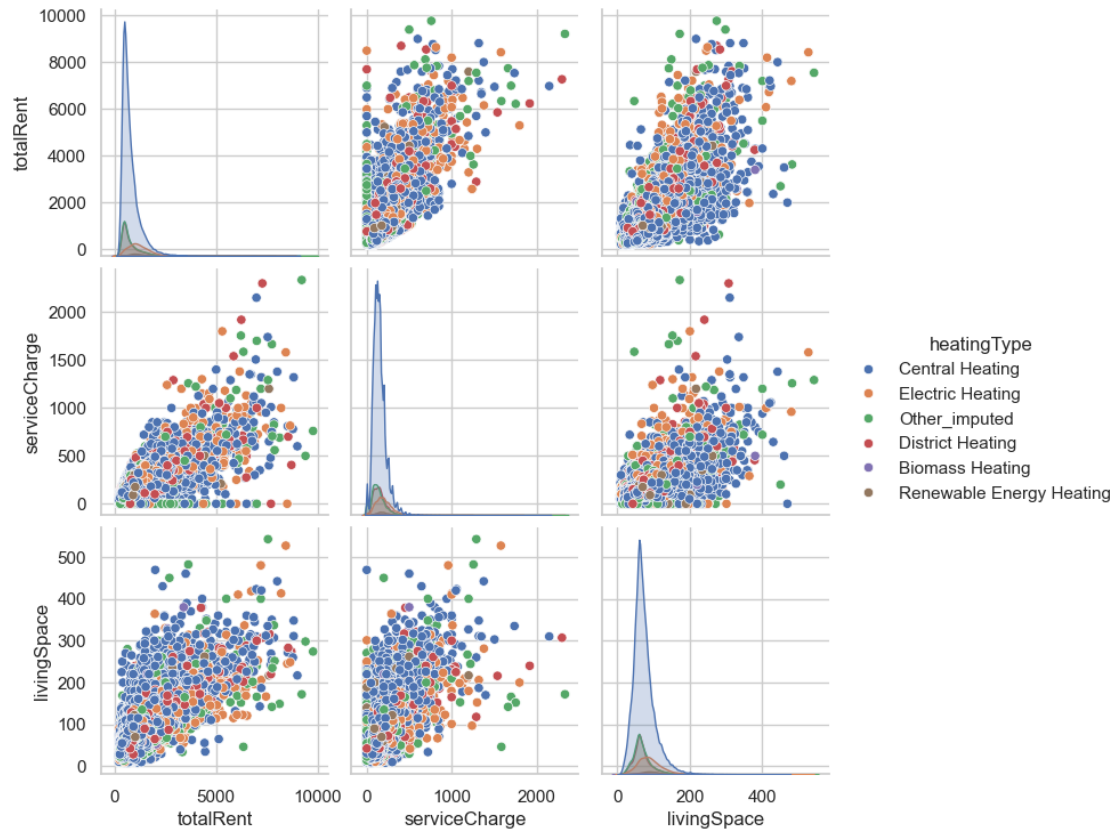 10000
8000
6000
4000
2000
0
totalRent
2000
1500
1000
500
0
serviceCharge
heatingType
Central Heating
Electric Heating
Other_imputed
District Heating
Biomass Heating
Renewable Energy Heating
500
400
300
200
100
0
livingSpace
0 5000 10000
0 1000 2000
0 200 400
totalRent
serviceCharge
livingSpace